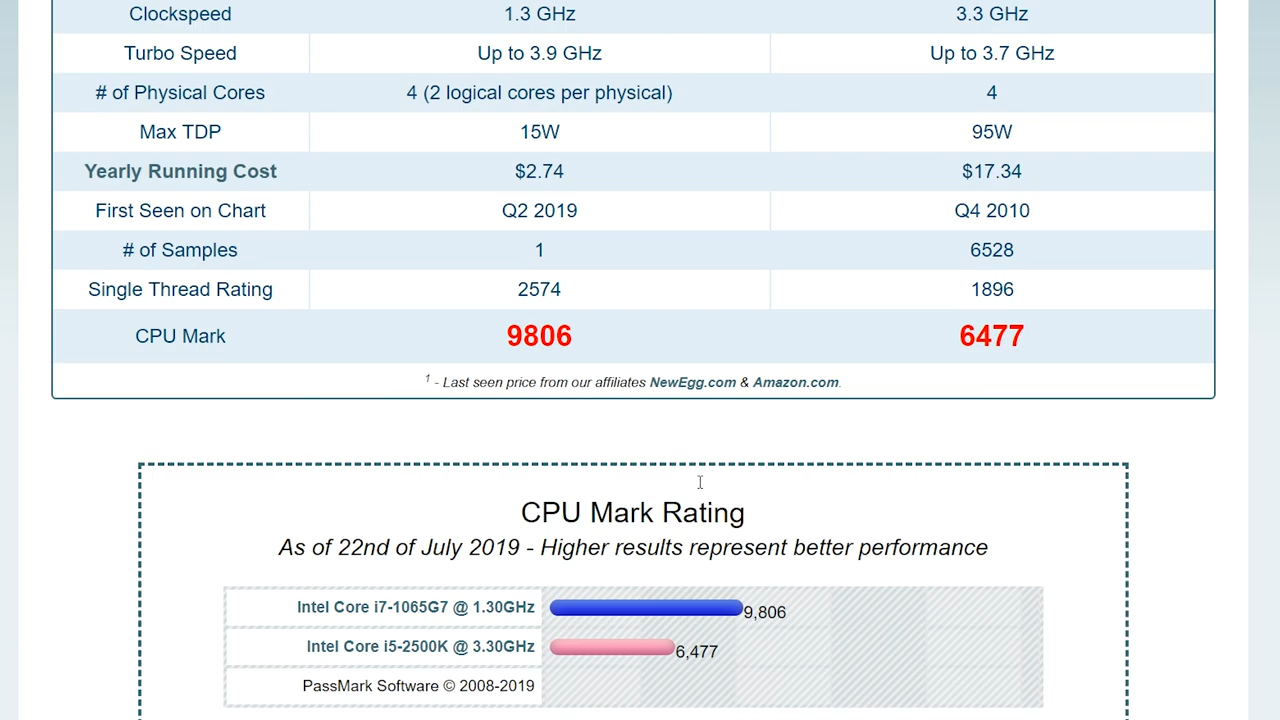 Clockspeed 1.3 GHz 3.3 GHz
Turbo Speed Up to 3.9 GHz Up to 3.7 GHz
# of Physical Cores 4 (2 logical cores per physical) 4
Max TDP 15W 95W
Yearly Running Cost $2.74 $17.34
First Seen on Chart Q2 2019 Q4 2010
# of Samples 1 6528
Single Thread Rating 2574 1896
CPU Mark 9806 6477
1 - Last seen price from our affiliates NewEgg.com & Amazon.com.
CPU Mark Rating
As of 22nd of July 2019 - Higher results represent better performance
Intel Core i7-1065G7 @ 1.30GHz 9,806
Intel Core i5-2500K @ 3.30GHz 6,477
PassMark Software © 2008-2019